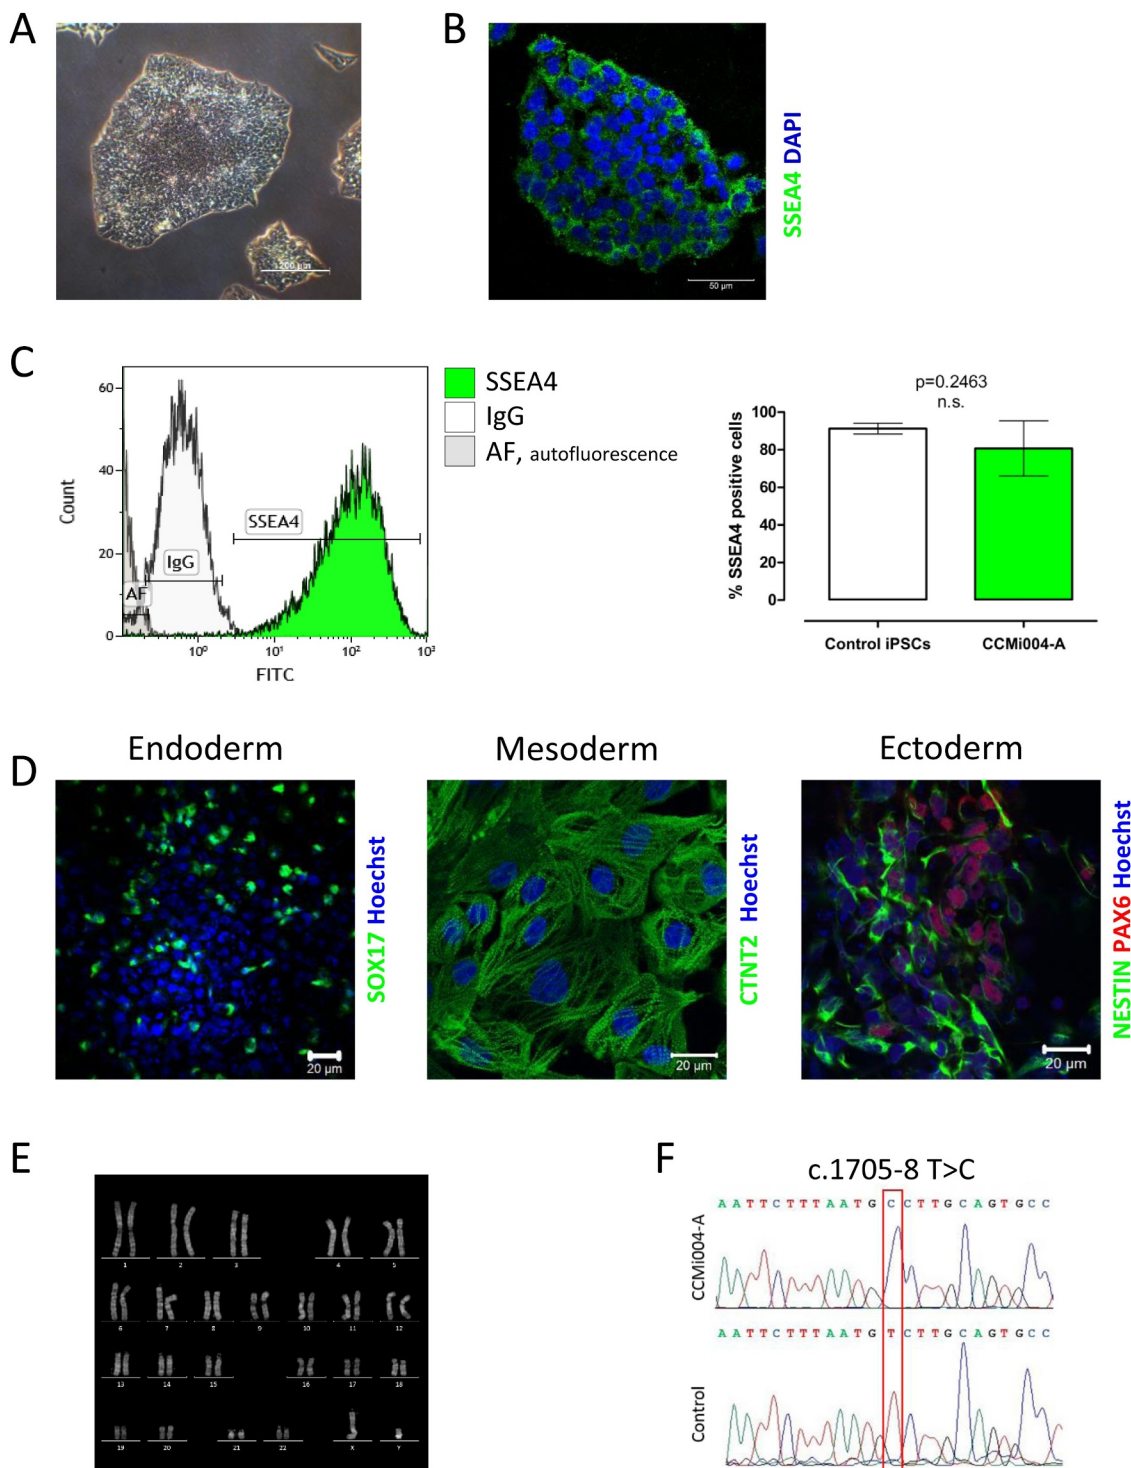 A
B
200 µm
50 µm
SSEA4 DAPI
C
60
40
20
0
Count
AF
IgG
SSEA4
10⁰
10¹
10²
10³
FITC
SSEA4
IgG
AF, autofluorescence
p=0.2463
n.s.
100
80
60
40
20
0
% SSEA4 positive cells
Control iPSCs
CCMi004-A
D
Endoderm
Mesoderm
Ectoderm
20 µm
SOX17 Hoechst
20 µm
CTNT2 Hoechst
20 µm
NESTIN PAX6 Hoechst
E
1 2 3 4 5
6 7 8 9 10 11 12
13 14 15 16 17 18
19 20 21 22 X Y
F
c.1705-8 T>C
CCMi004-A
A A T T C T T T A A T G C C T T G C A G T G C C
Control
A A T T C T T T A A T G T C T T G C A G T G C C